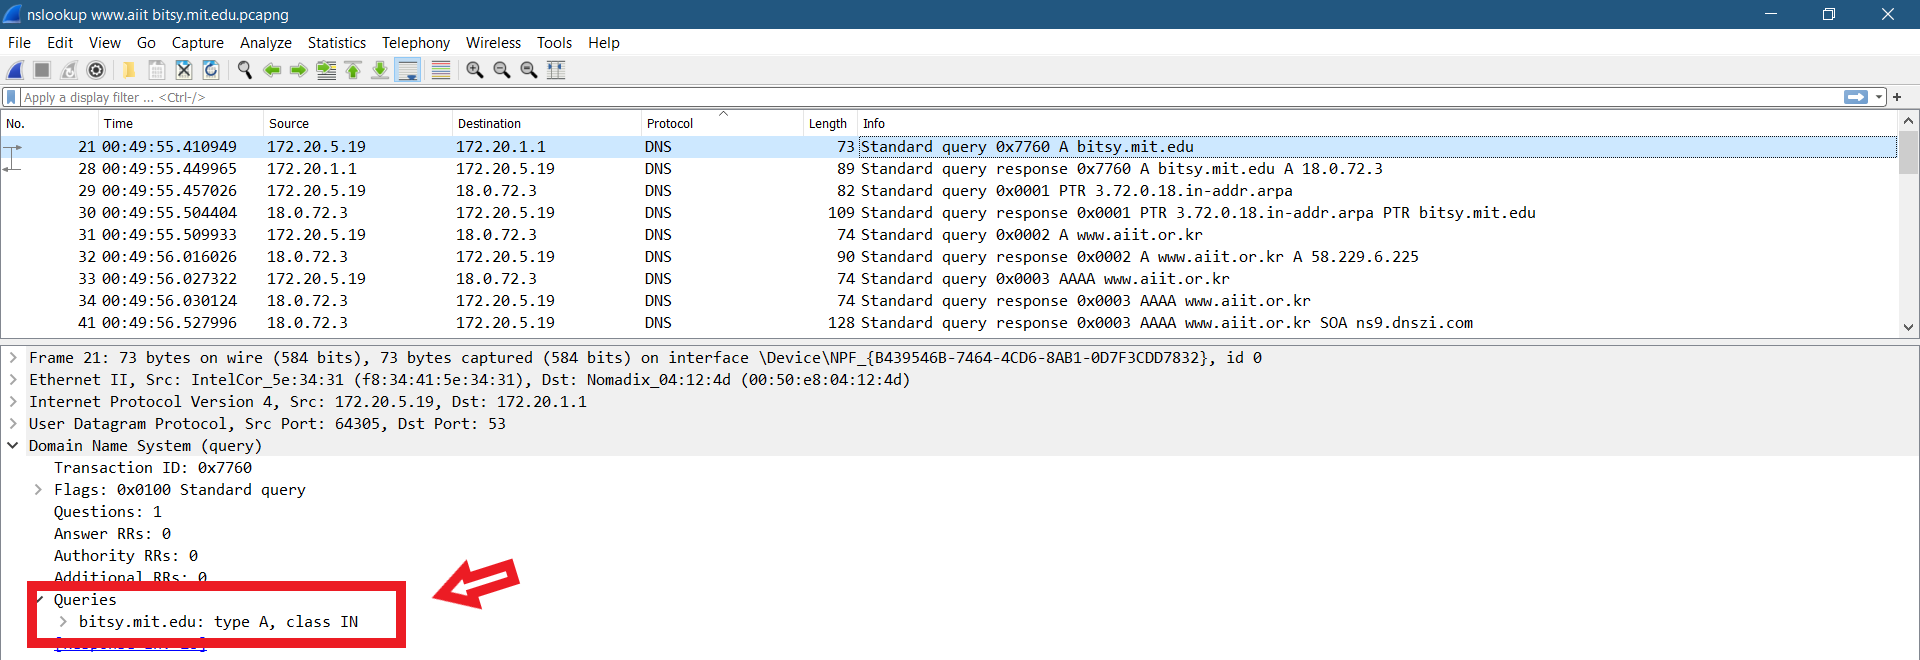 nslookup www.aiit bitsy.mit.edu.pcapng
File Edit View Go Capture Analyze Statistics Telephony Wireless Tools Help
Apply a display filter ... <Ctrl-/>
No. Time Source Destination Protocol Length Info
21 00:49:55.410949 172.20.5.19 172.20.1.1 DNS 73 Standard query 0x7760 A bitsy.mit.edu
28 00:49:55.449965 172.20.1.1 172.20.5.19 DNS 89 Standard query response 0x7760 A bitsy.mit.edu A 18.0.72.3
29 00:49:55.457026 172.20.5.19 18.0.72.3 DNS 82 Standard query 0x0001 PTR 3.72.0.18.in-addr.arpa
30 00:49:55.504404 18.0.72.3 172.20.5.19 DNS 109 Standard query response 0x0001 PTR 3.72.0.18.in-addr.arpa PTR bitsy.mit.edu
31 00:49:55.509933 172.20.5.19 18.0.72.3 DNS 74 Standard query 0x0002 A www.aiit.or.kr
32 00:49:56.016026 18.0.72.3 172.20.5.19 DNS 90 Standard query response 0x0002 A www.aiit.or.kr A 58.229.6.225
33 00:49:56.027322 172.20.5.19 18.0.72.3 DNS 74 Standard query 0x0003 AAAA www.aiit.or.kr
34 00:49:56.030124 18.0.72.3 172.20.5.19 DNS 74 Standard query response 0x0003 AAAA www.aiit.or.kr
41 00:49:56.527996 18.0.72.3 172.20.5.19 DNS 128 Standard query response 0x0003 AAAA www.aiit.or.kr SOA ns9.dnszi.com
Frame 21: 73 bytes on wire (584 bits), 73 bytes captured (584 bits) on interface \Device\NPF_{B439546B-7464-4CD6-8AB1-0D7F3CDD7832}, id 0
Ethernet II, Src: IntelCor_5e:34:31 (f8:34:41:5e:34:31), Dst: Nomadix_04:12:4d (00:50:e8:04:12:4d)
Internet Protocol Version 4, Src: 172.20.5.19, Dst: 172.20.1.1
User Datagram Protocol, Src Port: 64305, Dst Port: 53
Domain Name System (query)
Transaction ID: 0x7760
Flags: 0x0100 Standard query
Questions: 1
Answer RRs: 0
Authority RRs: 0
Additional RRs: 0
Queries
bitsy.mit.edu: type A, class IN